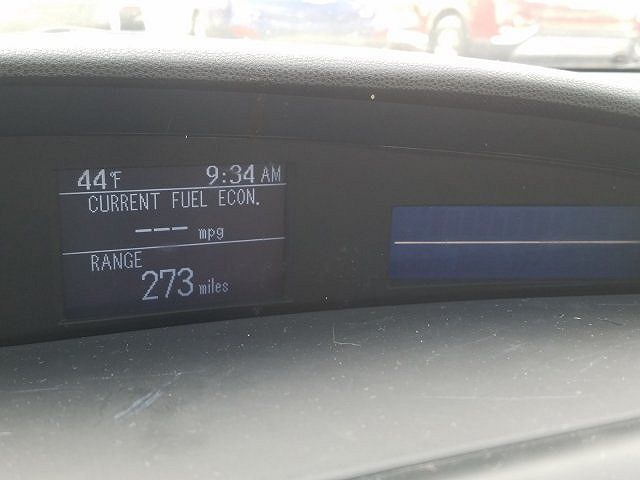 44°F 9:34 AM
CURRENT FUEL ECON.
--- mpg
RANGE
273 miles